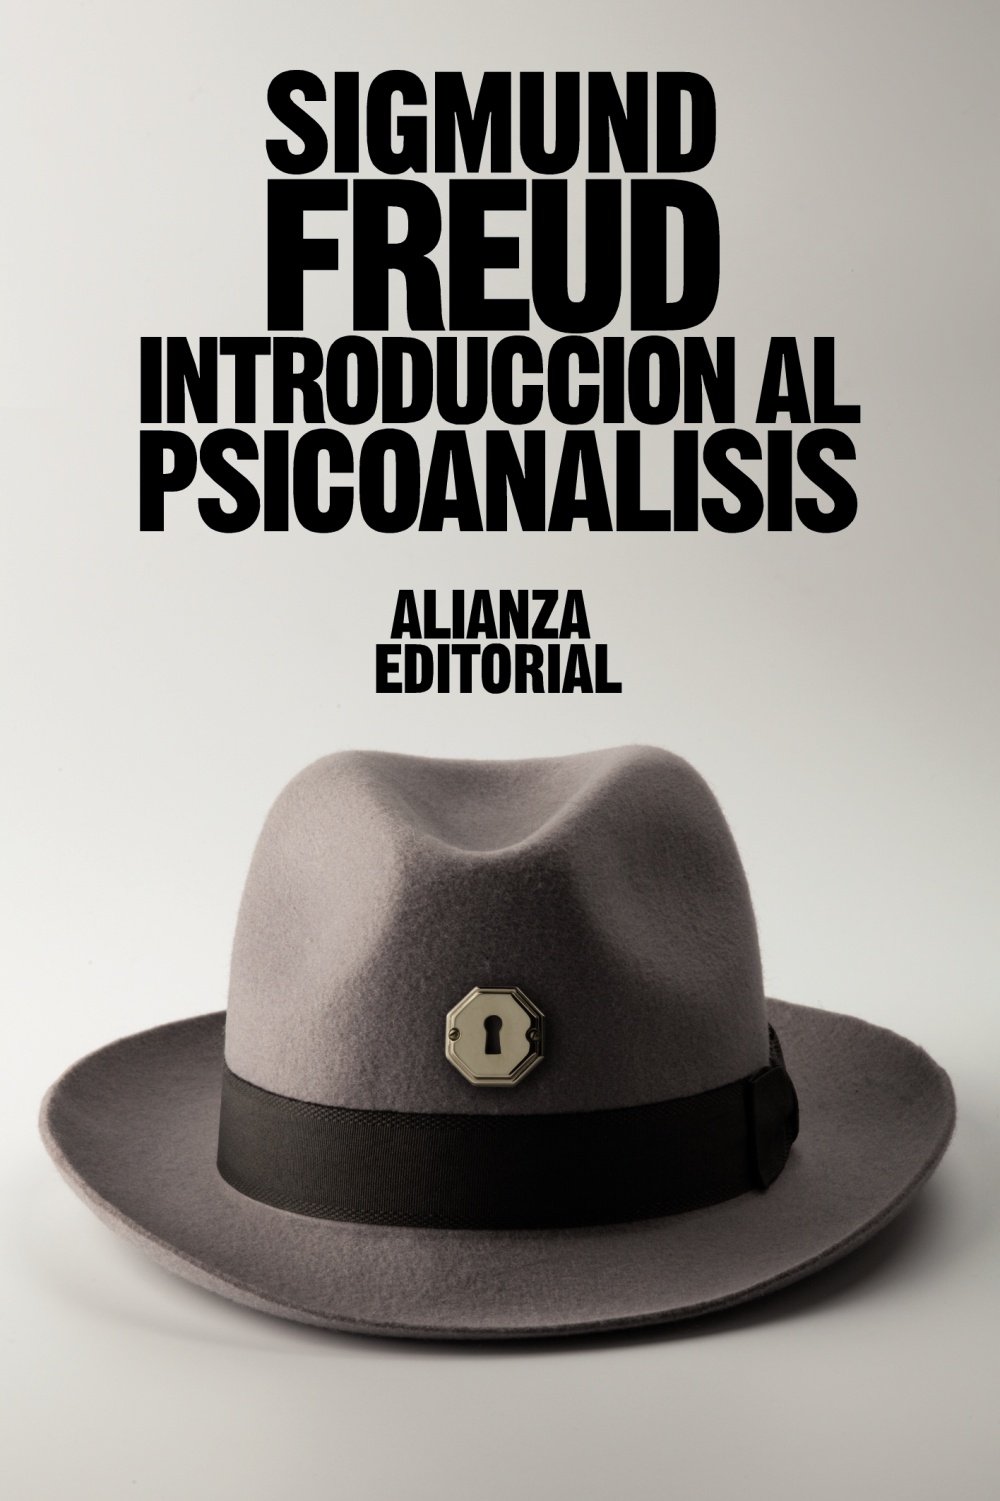 SIGMUND
FREUD
INTRODUCCION AL
PSICOANALISIS
ALIANZA
EDITORIAL